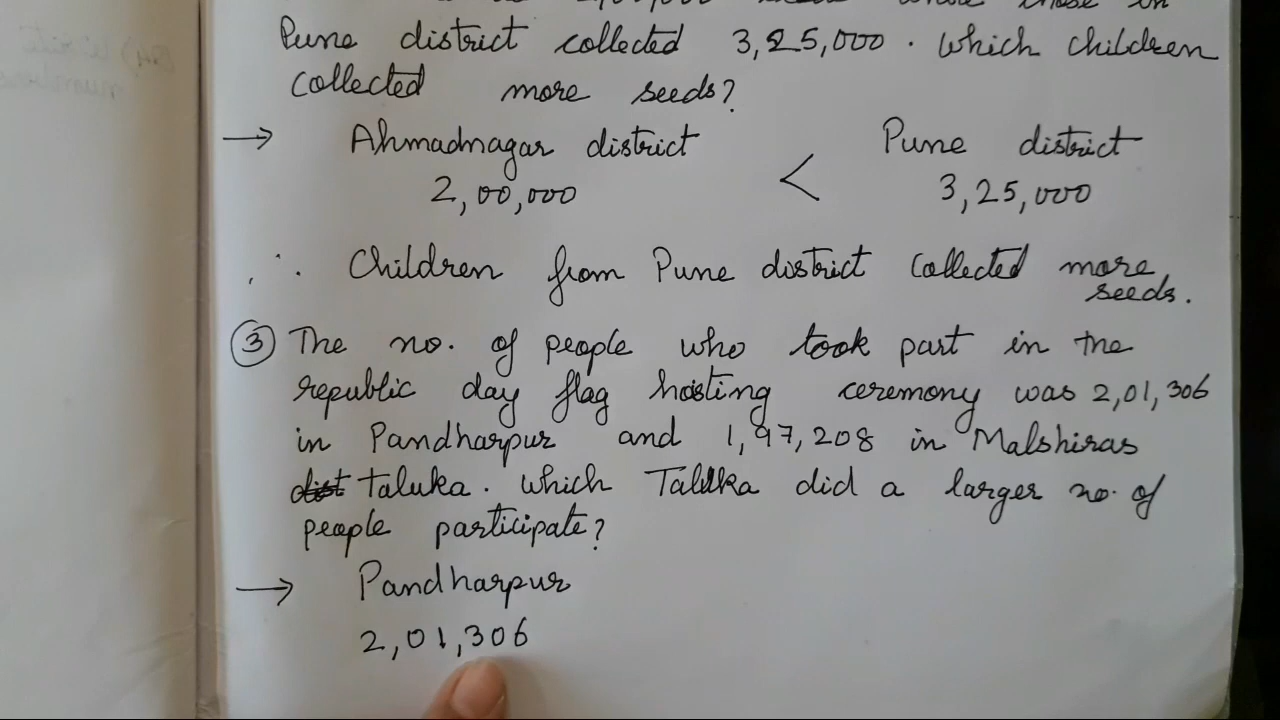 Pune district collected 3,25,000. Which children
collected more seeds?
→ Ahmadnagar district < Pune district
2,00,000 3,25,000
∴ Children from Pune district collected more
seeds.
③ The no. of people who took part in the
republic day flag hoisting ceremony was 2,01,306
in Pandharpur and 1,97,208 in Malshiras
dist taluka. Which Taluka did a larger no. of
people participate?
→ Pandharpur
2,01,306